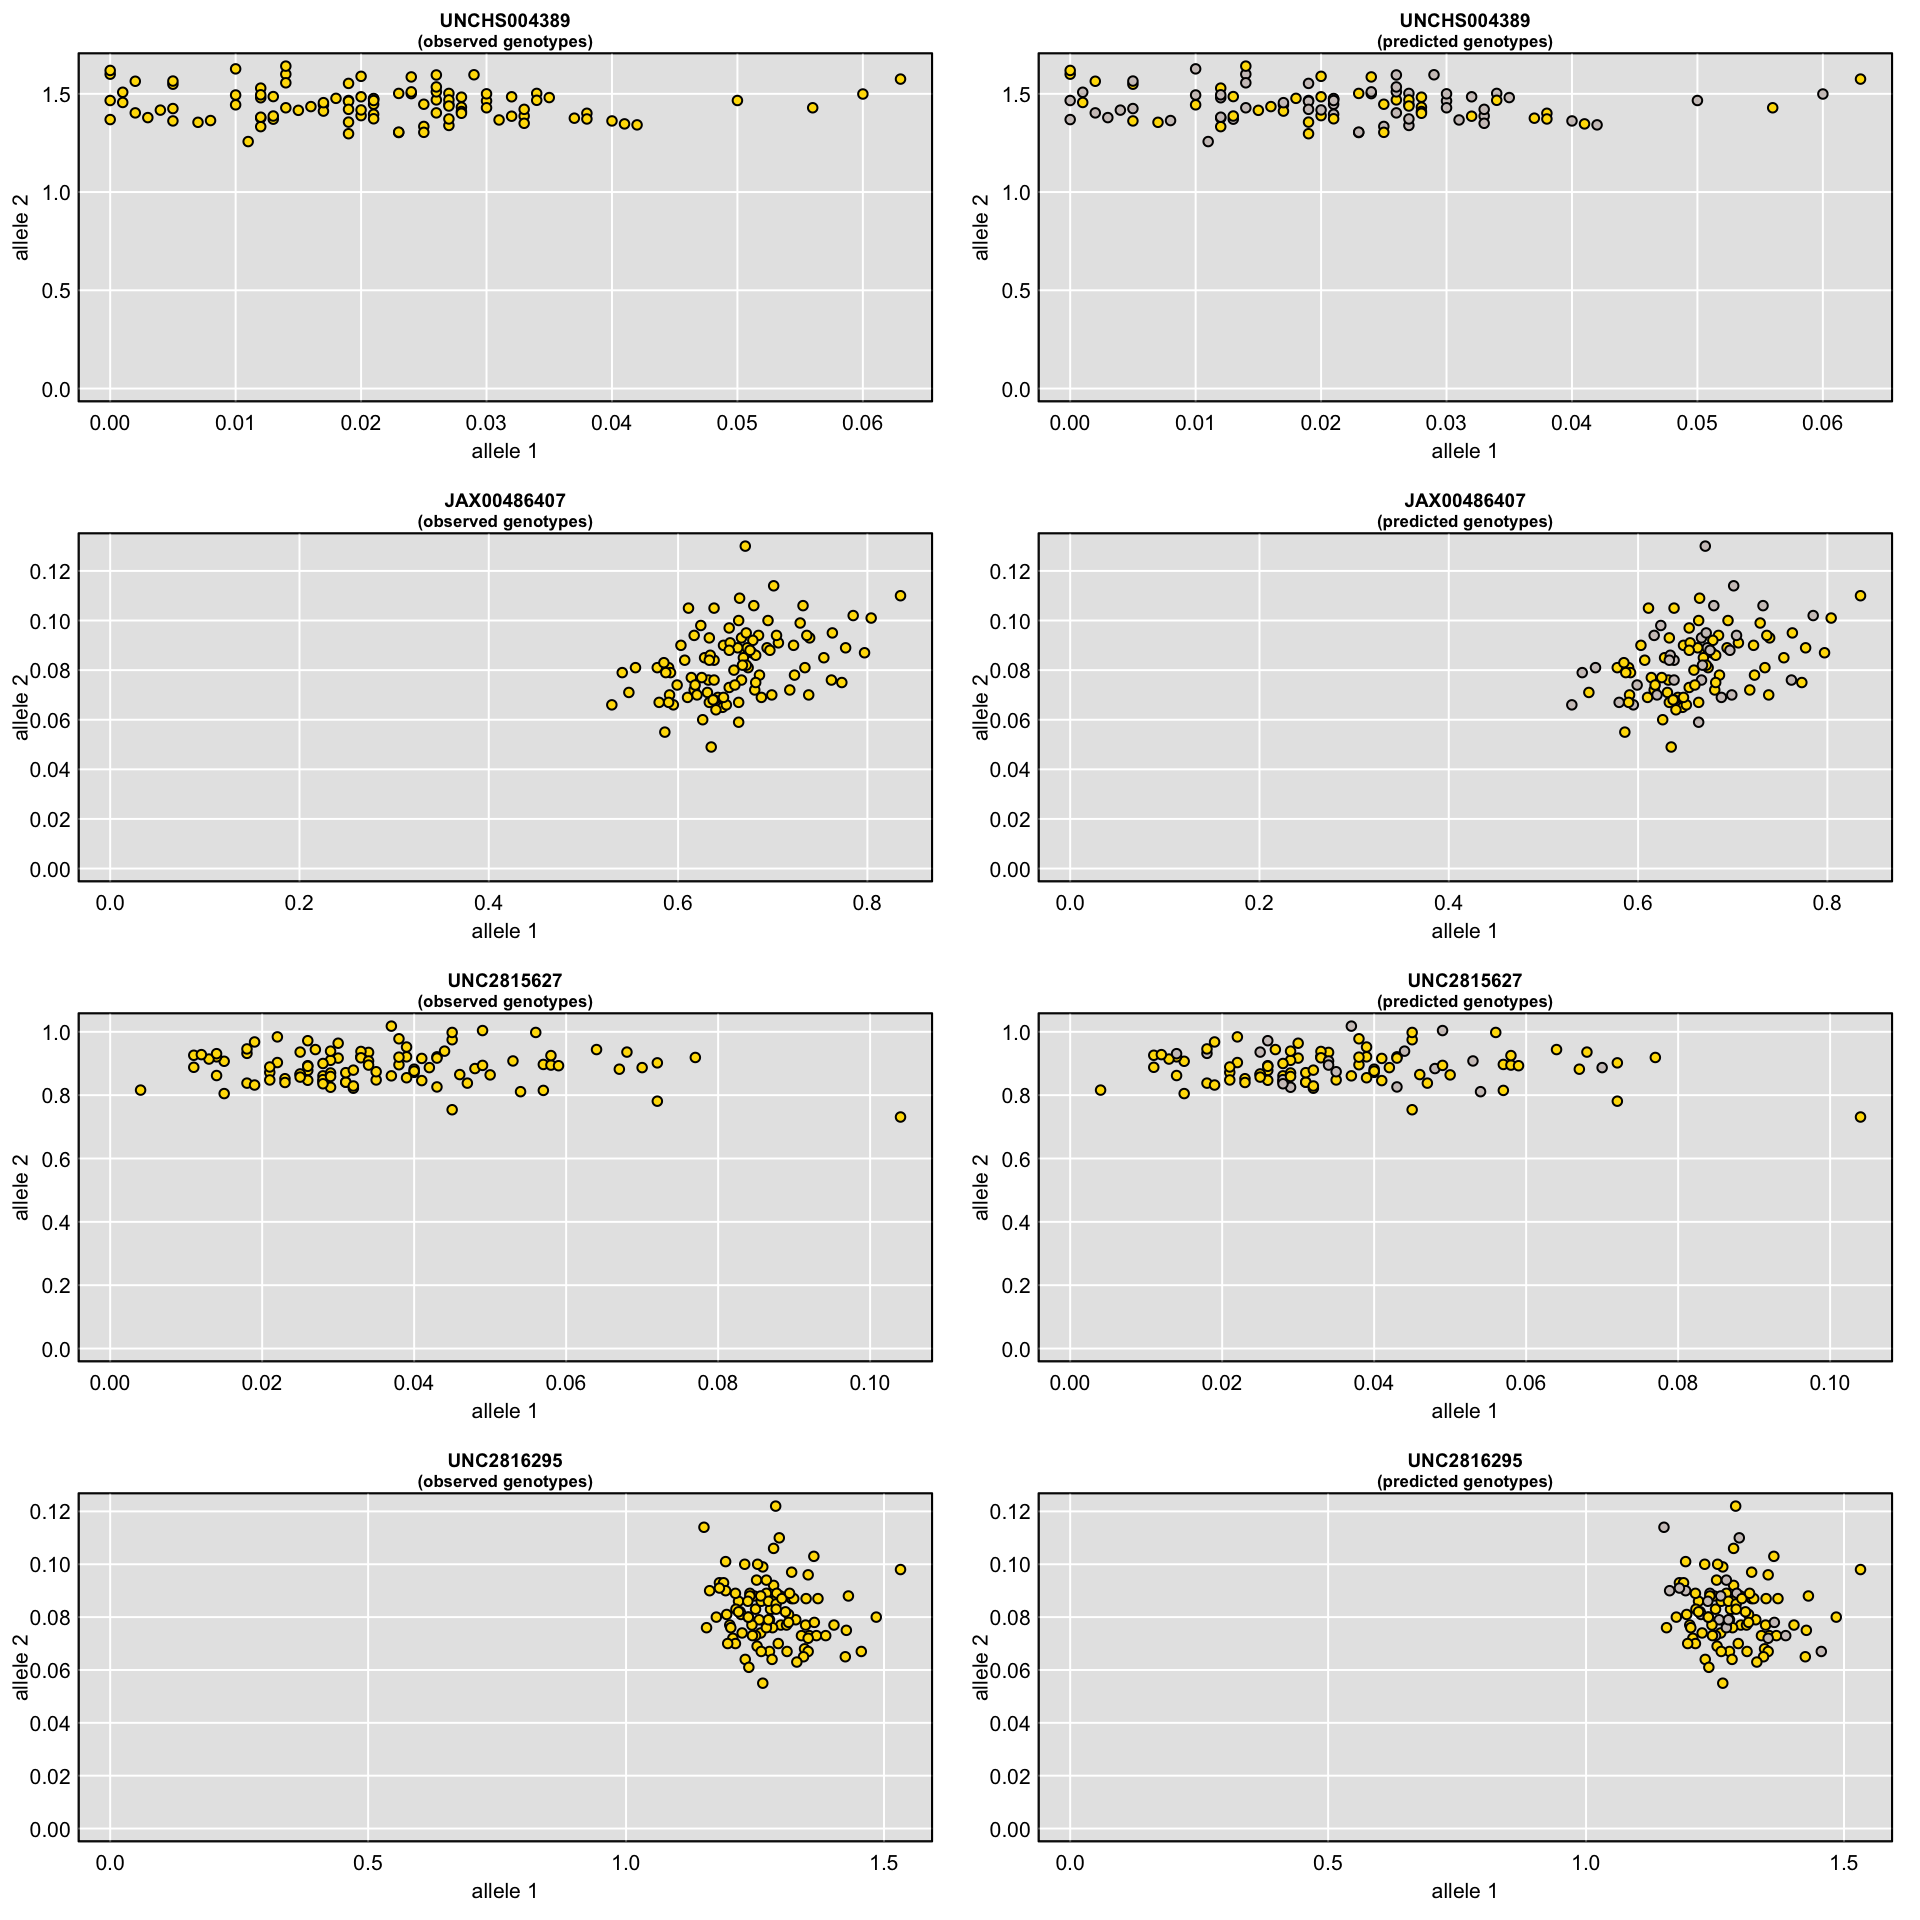 UNCHS004389
(observed genotypes)
allele 2
1.5
1.0
0.5
0.0
0.00 0.01 0.02 0.03 0.04 0.05 0.06
allele 1
UNCHS004389
(predicted genotypes)
allele 2
1.5
1.0
0.5
0.0
0.00 0.01 0.02 0.03 0.04 0.05 0.06
allele 1
JAX00486407
(observed genotypes)
allele 2
0.12
0.10
0.08
0.06
0.04
0.02
0.00
0.0 0.2 0.4 0.6 0.8
allele 1
JAX00486407
(predicted genotypes)
allele 2
0.12
0.10
0.08
0.06
0.04
0.02
0.00
0.0 0.2 0.4 0.6 0.8
allele 1
UNC2815627
(observed genotypes)
allele 2
1.0
0.8
0.6
0.4
0.2
0.0
0.00 0.02 0.04 0.06 0.08 0.10
allele 1
UNC2815627
(predicted genotypes)
allele 2
1.0
0.8
0.6
0.4
0.2
0.0
0.00 0.02 0.04 0.06 0.08 0.10
allele 1
UNC2816295
(observed genotypes)
allele 2
0.12
0.10
0.08
0.06
0.04
0.02
0.00
0.0 0.5 1.0 1.5
allele 1
UNC2816295
(predicted genotypes)
allele 2
0.12
0.10
0.08
0.06
0.04
0.02
0.00
0.0 0.5 1.0 1.5
allele 1